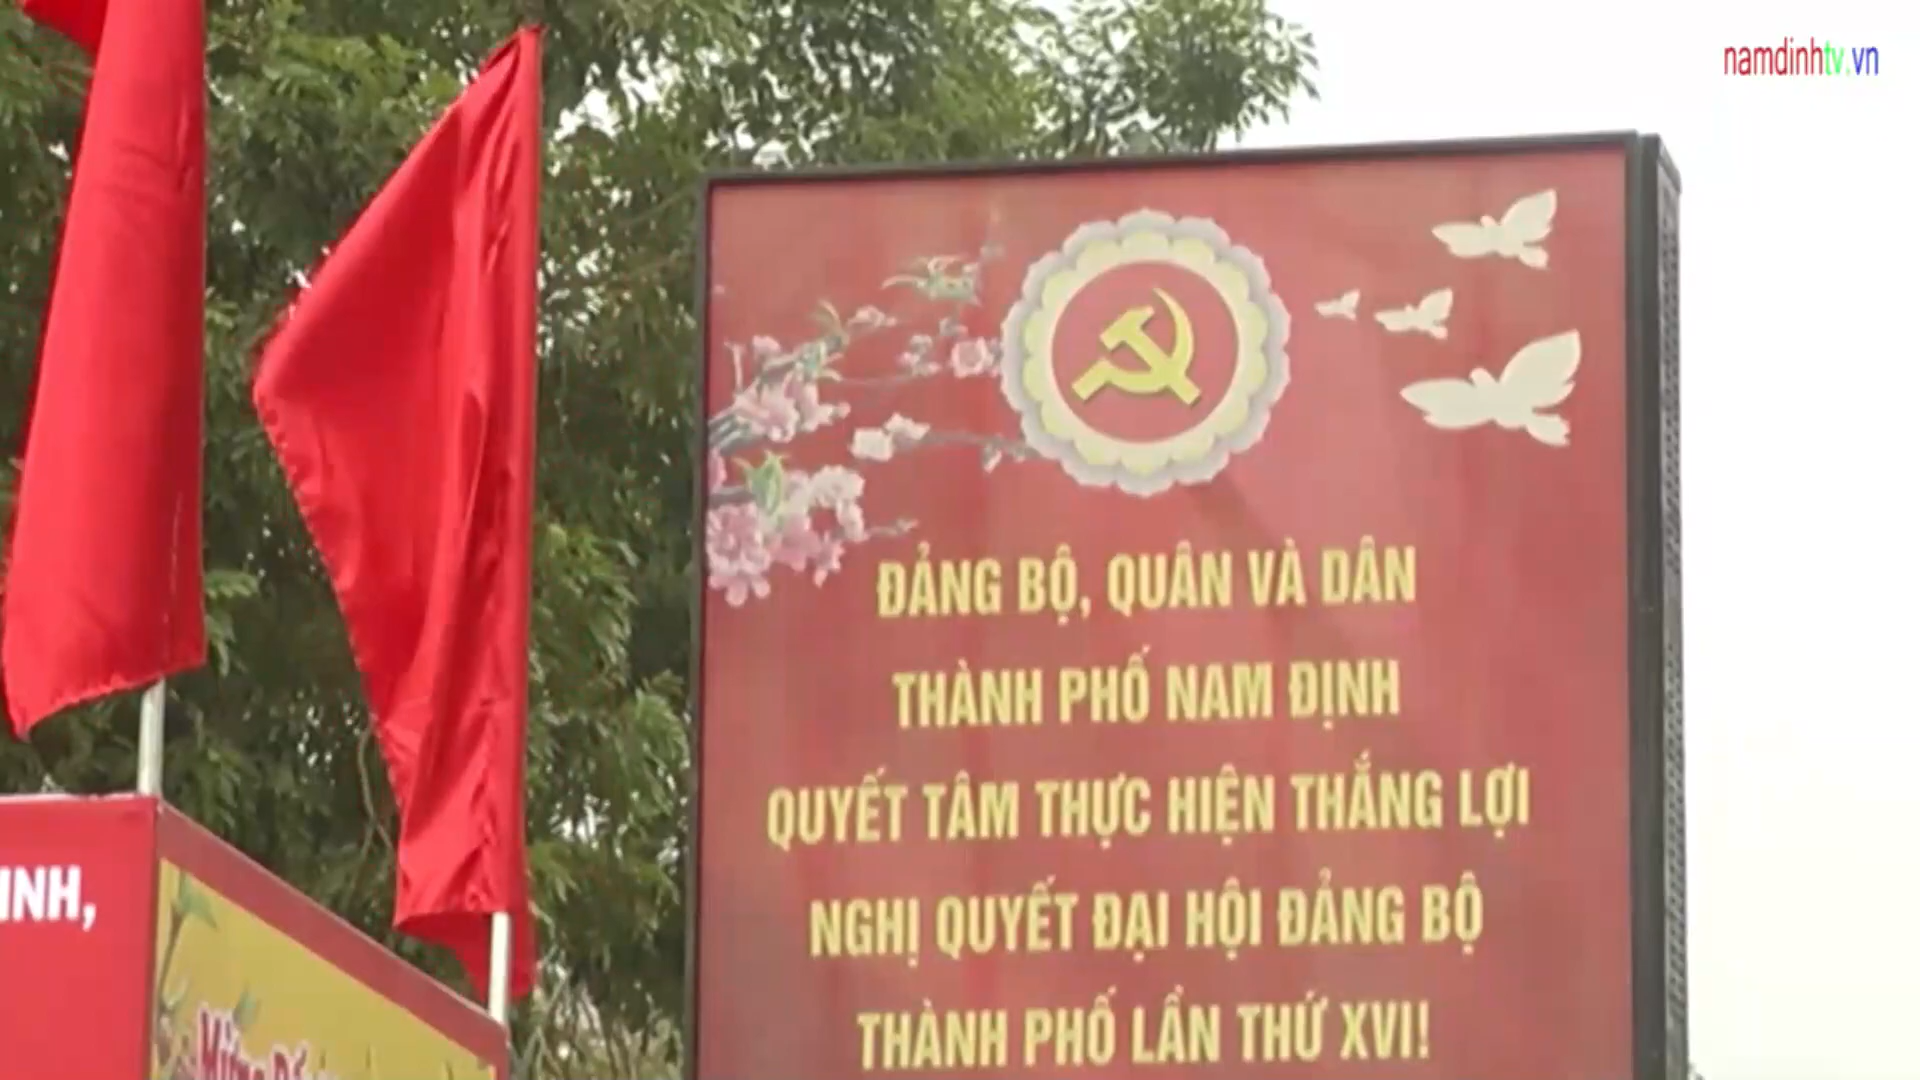 namdinhtv.vn
ĐẢNG BỘ, QUÂN VÀ DÂN
THÀNH PHỐ NAM ĐỊNH
QUYẾT TÂM THỰC HIỆN THẮNG LỢI
NGHỊ QUYẾT ĐẠI HỘI ĐẢNG BỘ
THÀNH PHỐ LẦN THỨ XVI!
INH,
Mừng